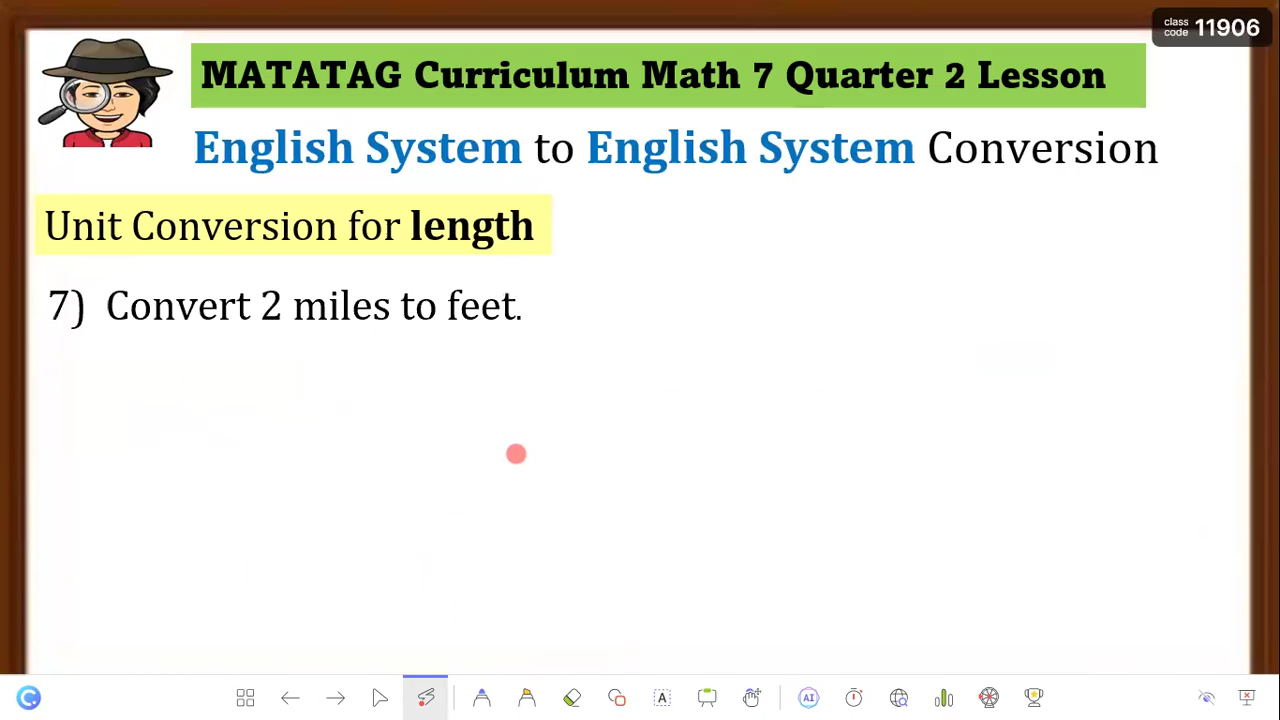 class
code 11906
MATATAG Curriculum Math 7 Quarter 2 Lesson
English System to English System Conversion
Unit Conversion for length
7) Convert 2 miles to feet.
A
AI